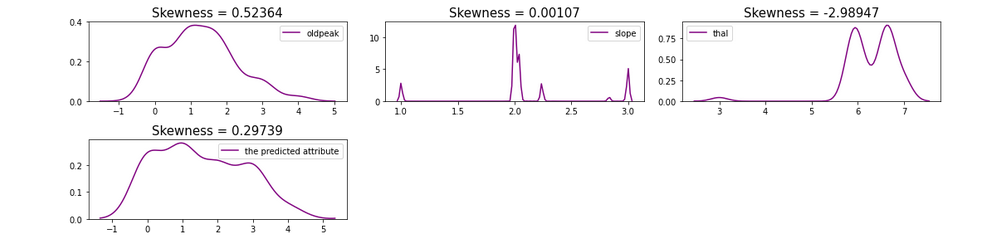 Skewness = 0.52364
Skewness = 0.00107
Skewness = -2.98947
0.4
0.2
0.0
oldpeak
−1 0 1 2 3 4 5
10
5
0
slope
1.0 1.5 2.0 2.5 3.0
0.75
0.50
0.25
0.00
thal
3 4 5 6 7
Skewness = 0.29739
0.2
0.1
0.0
the predicted attribute
−1 0 1 2 3 4 5